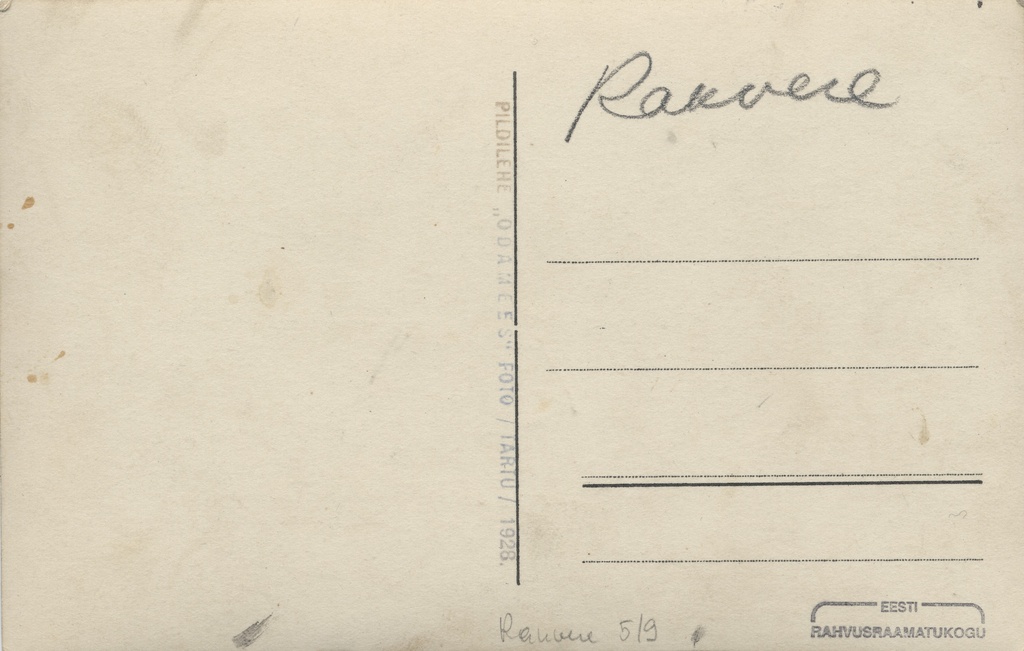 Rakvere
PILDILEHE „ODAMEES" FOTO / TARTU / 1928.
Rakvere 5/9
EESTI
RAHVUSRAAMATUKOGU